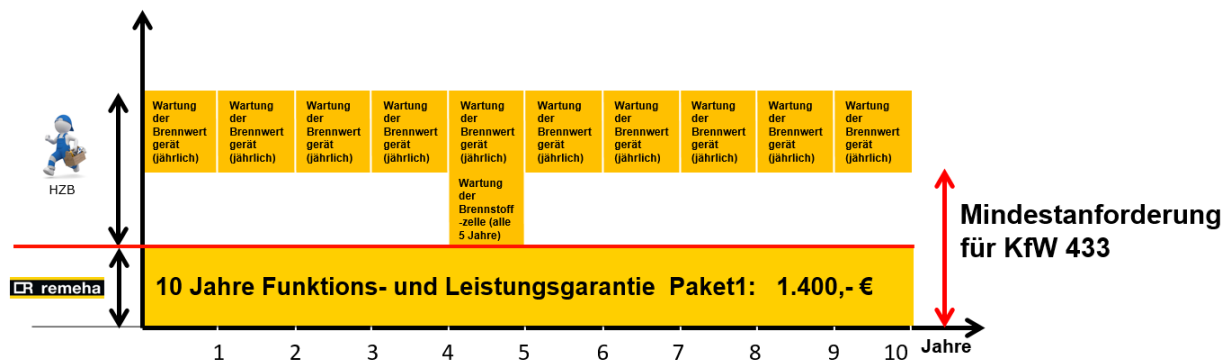 Wartung
der
Brennwert
gerät
(jährlich)
Wartung
der
Brennwert
gerät
(jährlich)
Wartung
der
Brennwert
gerät
(jährlich)
Wartung
der
Brennwert
gerät
(jährlich)
Wartung
der
Brennwert
gerät
(jährlich)
Wartung
der
Brennwert
gerät
(jährlich)
Wartung
der
Brennwert
gerät
(jährlich)
Wartung
der
Brennwert
gerät
(jährlich)
Wartung
der
Brennwert
gerät
(jährlich)
Wartung
der
Brennwert
gerät
(jährlich)
HZB
Wartung
der
Brennstoff
-zelle (alle
5 Jahre)
Mindestanforderung
für KfW 433
remeha
10 Jahre Funktions- und Leistungsgarantie Paket1: 1.400,- €
1 2 3 4 5 6 7 8 9 10 Jahre